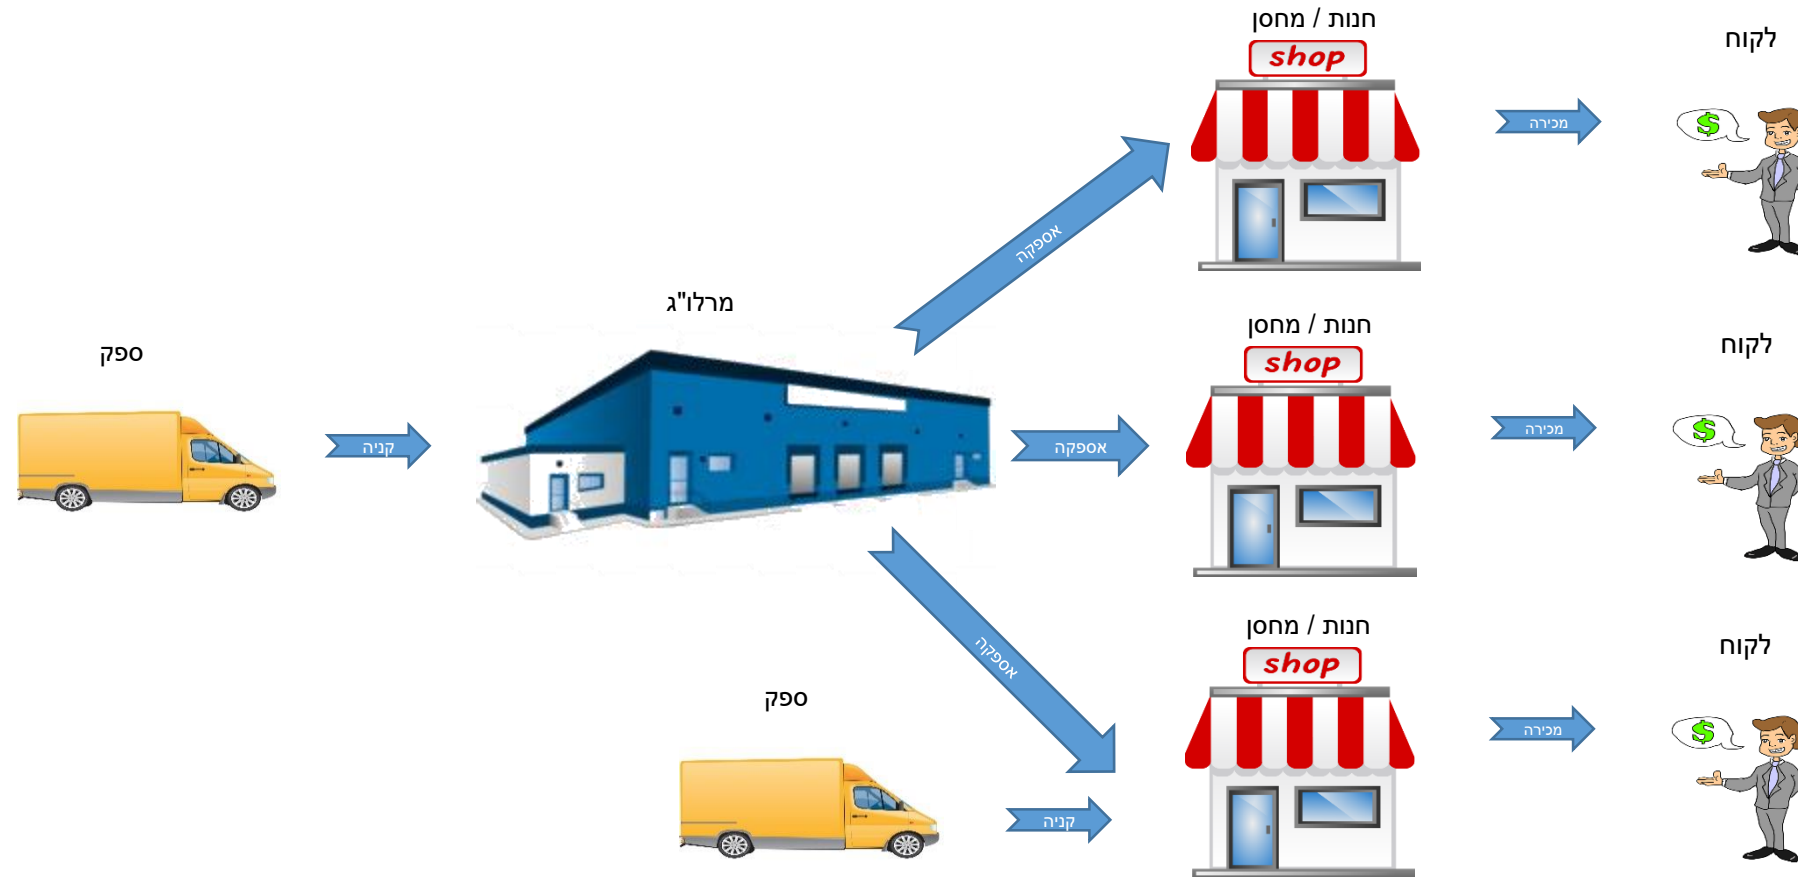 חנות / מחסן
shop
לקוח
מכירה
$
אספקה
מרלו"ג
ספק
קניה
אספקה
חנות / מחסן
shop
לקוח
מכירה
$
אספקה
חנות / מחסן
shop
לקוח
מכירה
$
ספק
קניה